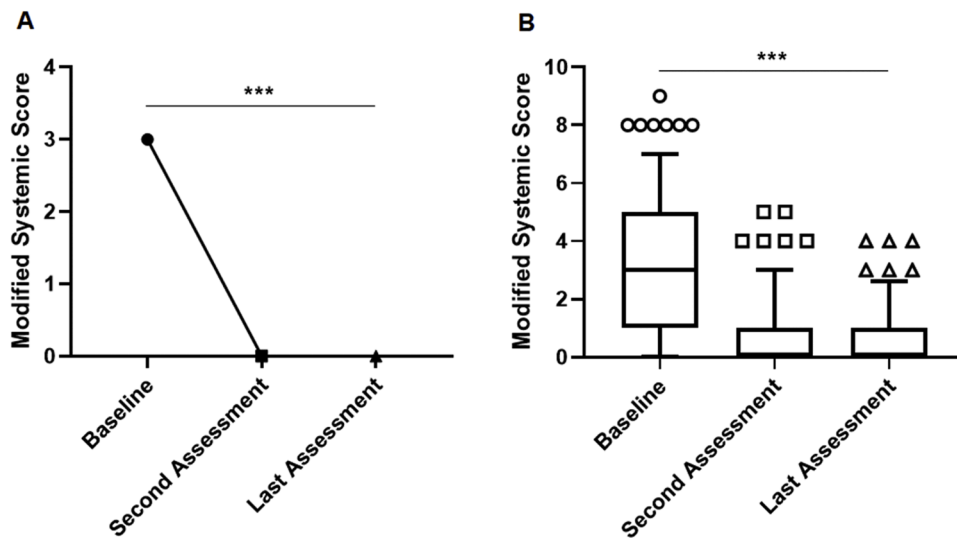 A
Modified Systemic Score
4
3
2
1
0
***
Baseline
Second Assessment
Last Assessment
B
Modified Systemic Score
10
8
6
4
2
0
***
Baseline
Second Assessment
Last Assessment